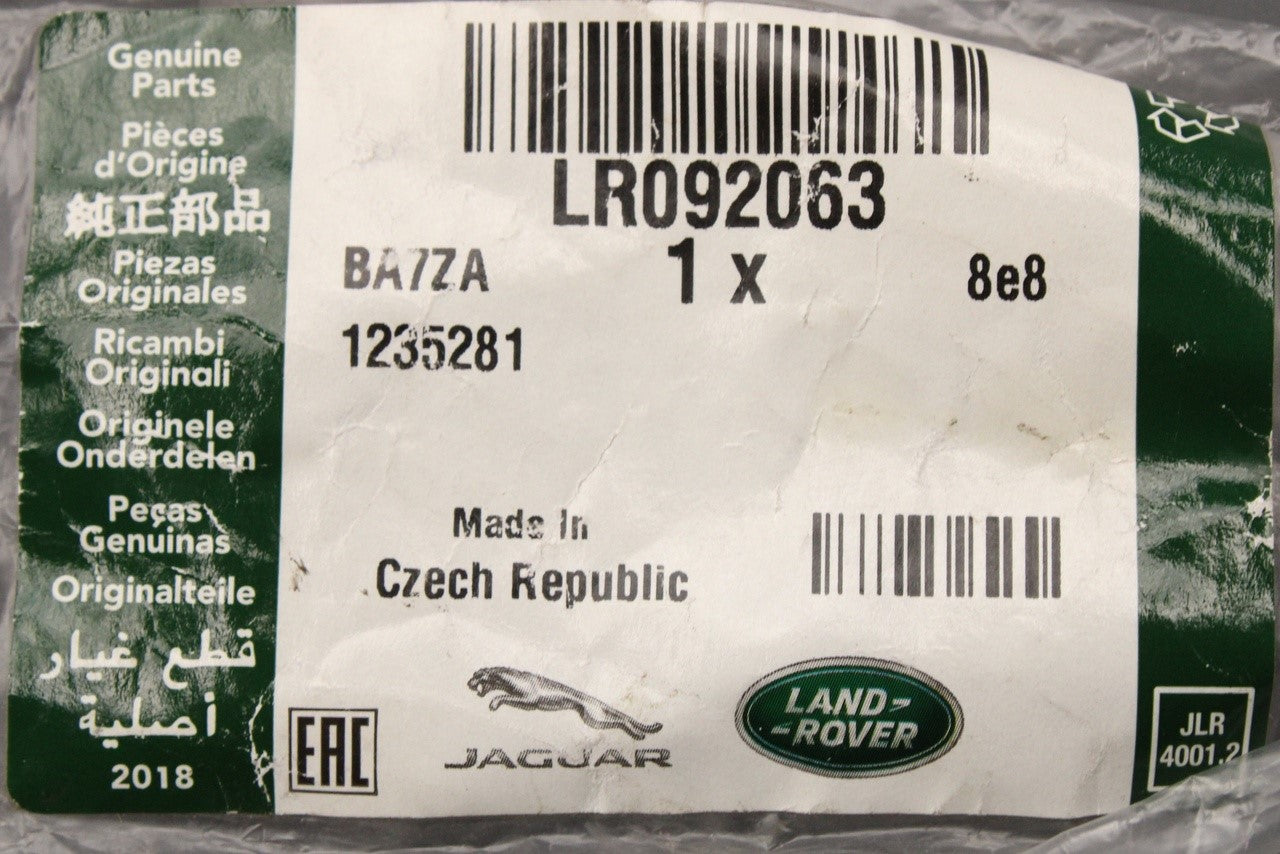 Genuine
Parts
Pièces
d'Origine
純正部品
Piezas
Originales
Ricambi
Originali
Originele
Onderdelen
Peças
Genuinas
Originalteile
قطع غيار
أصلية
2018
LR092063
BA7ZA 1 x 8e8
1235281
Made In
Czech Republic
EAC
JAGUAR
LAND-
-ROVER
JLR
4001.2